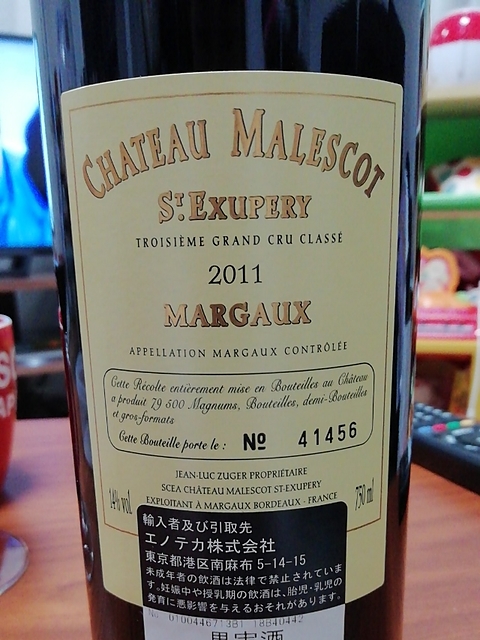 CHATEAU MALESCOT
ST. EXUPERY
TROISIÈME GRAND CRU CLASSÉ
2011
MARGAUX
APPELLATION MARGAUX CONTRÔLÉE
Cette Récolte entièrement mise en Bouteilles au Château
a produit 79 500 Magnums, Bouteilles, demi-Bouteilles
et gros-formats
Cette Bouteille porte le : No 41456
JEAN-LUC ZUGER PROPRIÉTAIRE
SCEA CHÂTEAU MALESCOT ST-EXUPERY
EXPLOITANT À MARGAUX BORDEAUX - FRANCE
14% vol
750 ml
輸入者及び引取先
エノテカ株式会社
東京都港区南麻布 5-14-15
未成年者の飲酒は法律で禁止されていま
す。妊娠中や授乳期の飲酒は、胎児・乳児の
発育に悪影響を与えるおそれがあります。
No 010044671381 18B40442
果実酒